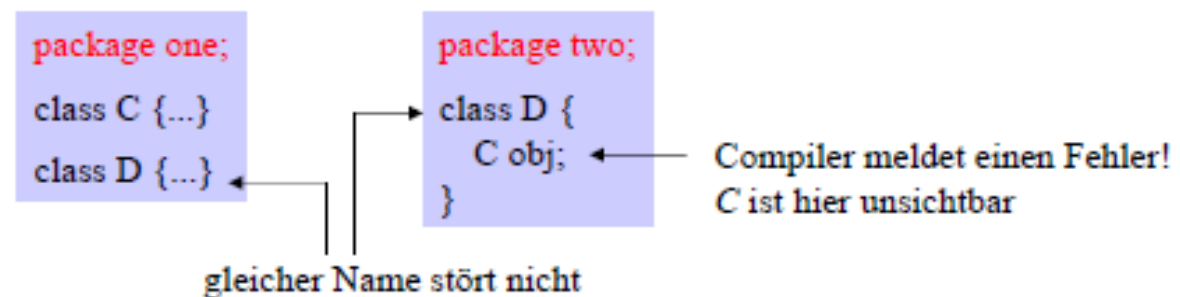 package one;
class C {...}
class D {...}
package two;
class D {
C obj;
}
Compiler meldet einen Fehler!
C ist hier unsichtbar
gleicher Name stört nicht